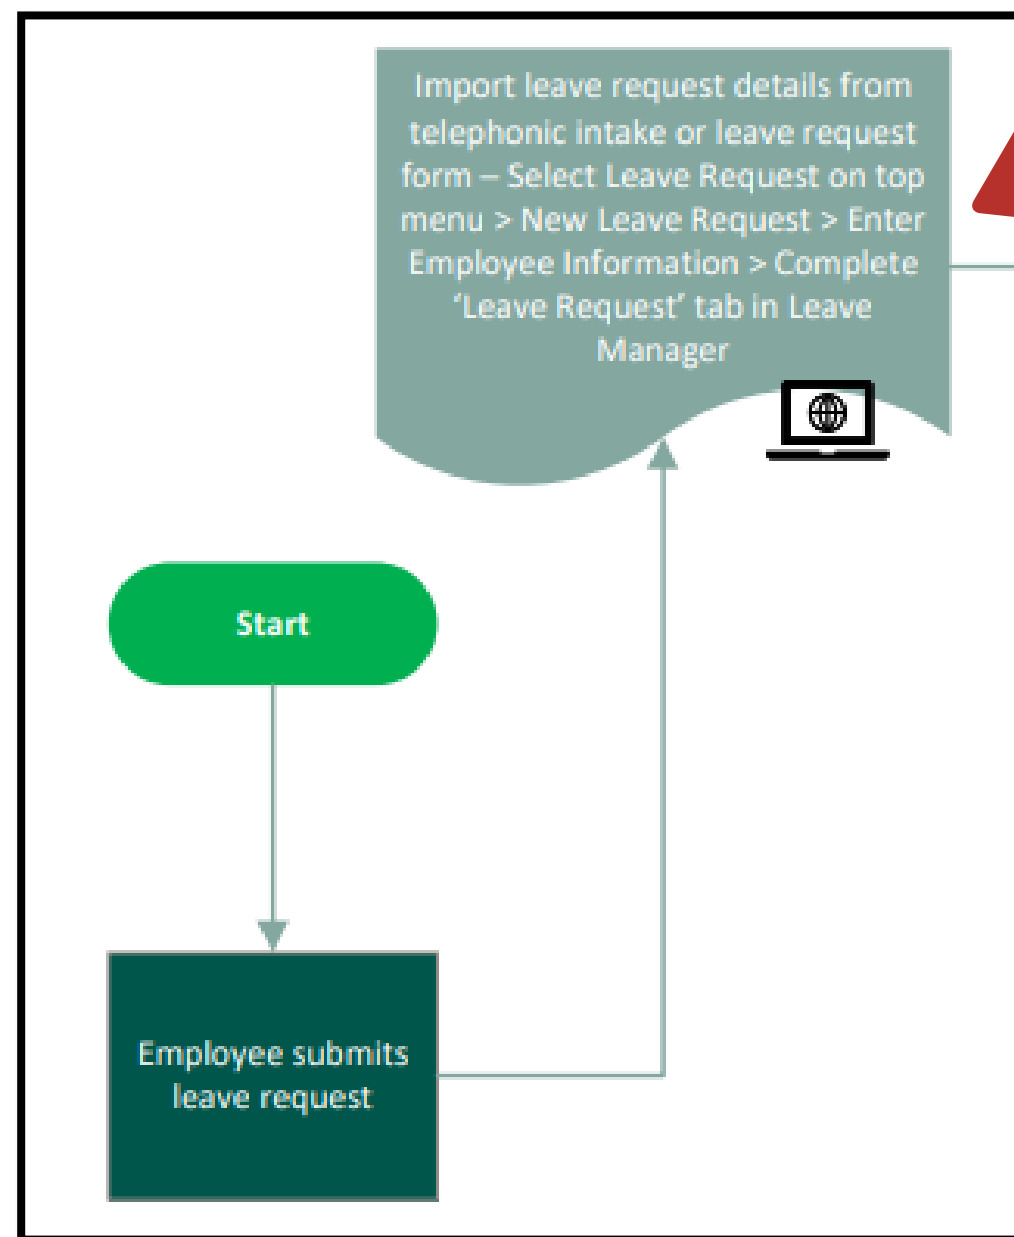 Import leave request details from
telephonic intake or leave request
form – Select Leave Request on top
menu > New Leave Request > Enter
Employee Information > Complete
‘Leave Request’ tab in Leave
Manager
Start
Employee submits
leave request